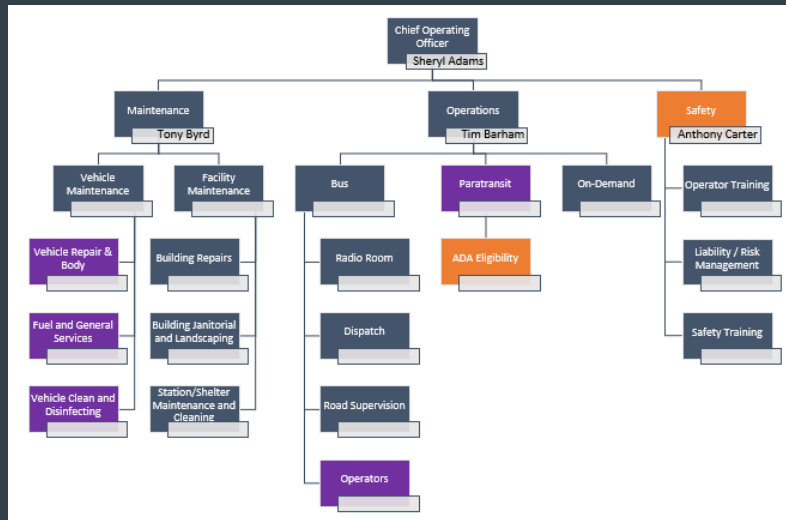 Chief Operating
Officer
Sheryl Adams
Maintenance
Tony Byrd
Operations
Tim Barham
Safety
Anthony Carter
Vehicle
Maintenance
Facility
Maintenance
Bus
Paratransit
On-Demand
Operator Training
Vehicle Repair &
Body
Building Repairs
Radio Room
ADA Eligibility
Liability / Risk
Management
Fuel and General
Services
Building Janitorial
and Landscaping
Dispatch
Safety Training
Vehicle Clean and
Disinfecting
Station/Shelter
Maintenance and
Cleaning
Road Supervision
Operators